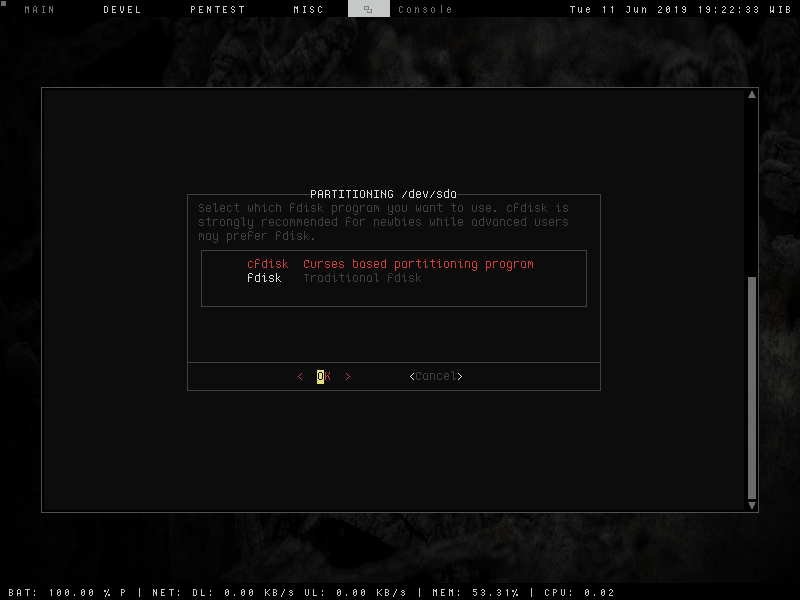 MAIN DEVEL PENTEST MISC Console Tue 11 Jun 2019 19:22:33 WIB
PARTITIONING /dev/sda
Select which fdisk program you want to use. cfdisk is
strongly recommended for newbies while advanced users
may prefer fdisk.
cfdisk Curses based partitioning program
fdisk Traditional fdisk
< OK > <Cancel>
BAT: 100.00 % P | NET: DL: 0.00 KB/s UL: 0.00 KB/s | MEM: 53.31% | CPU: 0.02